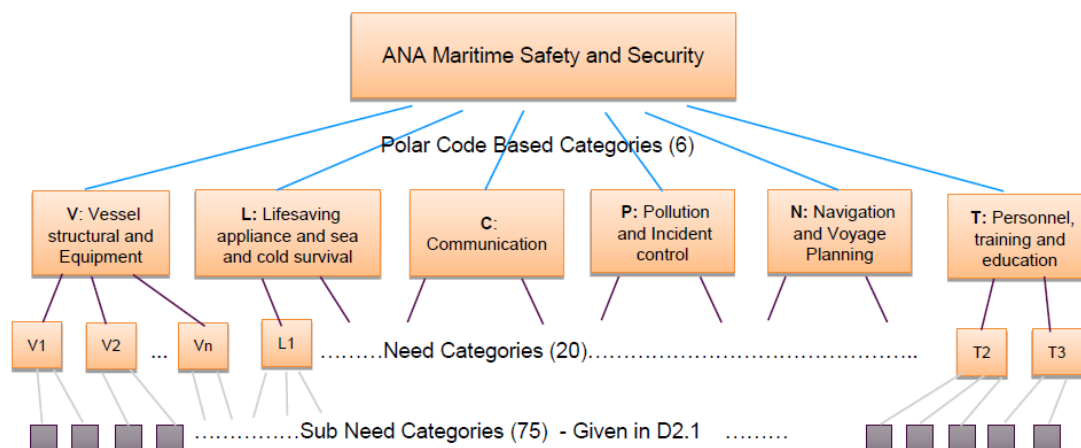 ANA Maritime Safety and Security
Polar Code Based Categories (6)
V: Vessel
structural and
Equipment
L: Lifesaving
appliance and sea
and cold survival
C:
Communication
P: Pollution
and Incident
control
N: Navigation
and Voyage
Planning
T: Personnel,
training and
education
V1
V2
...
Vn
L1
.........Need Categories (20)...............................................
T2
T3
...................Sub Need Categories (75) - Given in D2.1 .............